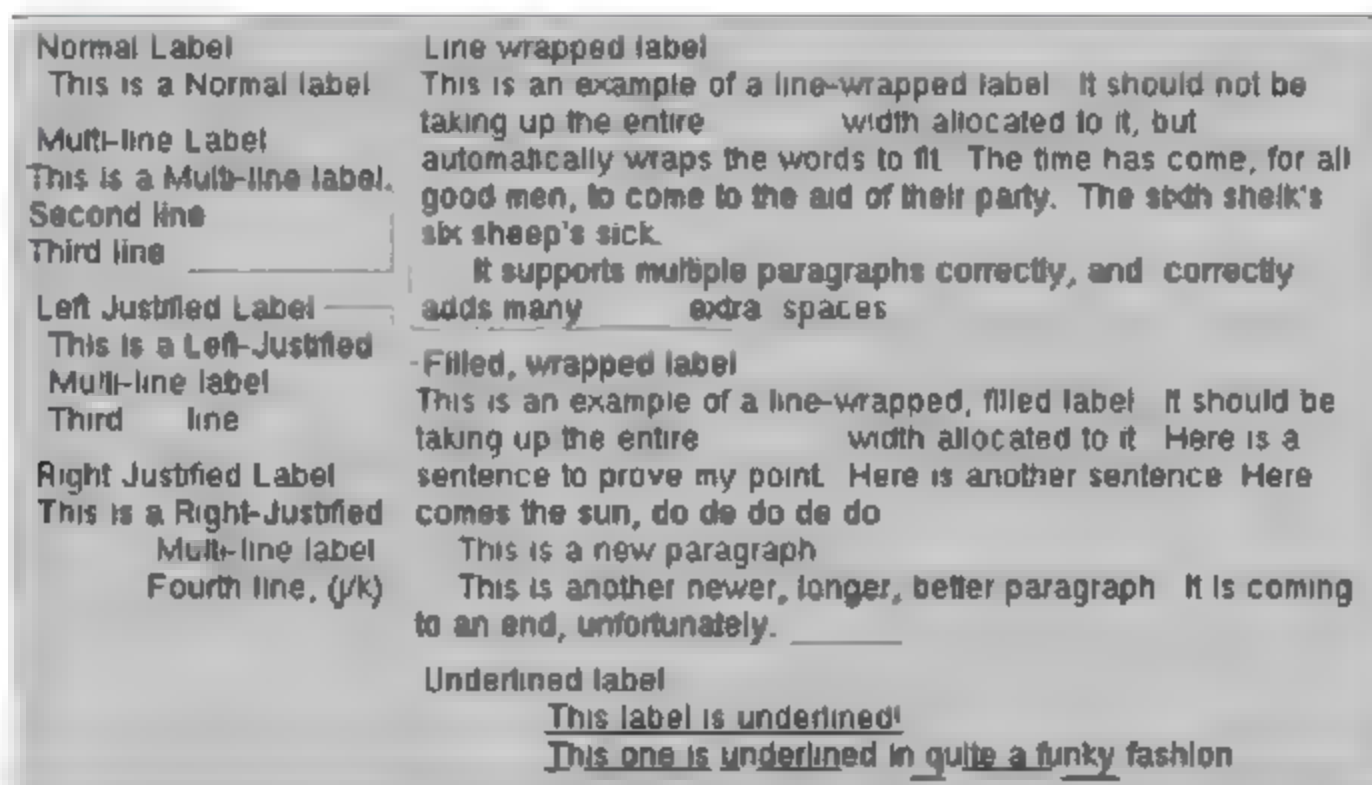 Normal Label
This is a Normal label
Multi-line Label
This is a Multi-line label.
Second line
Third line
Left Justified Label
This is a Left-Justified
Multi-line label
Third line
Right Justified Label
This is a Right-Justified
Multi-line label
Fourth line, (j/k)
Line wrapped label
This is an example of a line-wrapped label It should not be
taking up the entire width allocated to it, but
automatically wraps the words to fit The time has come, for all
good men, to come to the aid of their party. The sixth sheik's
six sheep's sick.
It supports multiple paragraphs correctly, and correctly
adds many extra spaces
Filled, wrapped label
This is an example of a line-wrapped, filled label It should be
taking up the entire width allocated to it Here is a
sentence to prove my point. Here is another sentence Here
comes the sun, do de do de do
This is a new paragraph
This is another newer, longer, better paragraph It is coming
to an end, unfortunately.
Underlined label
This label is underlined!
This one is underlined in quite a funky fashion